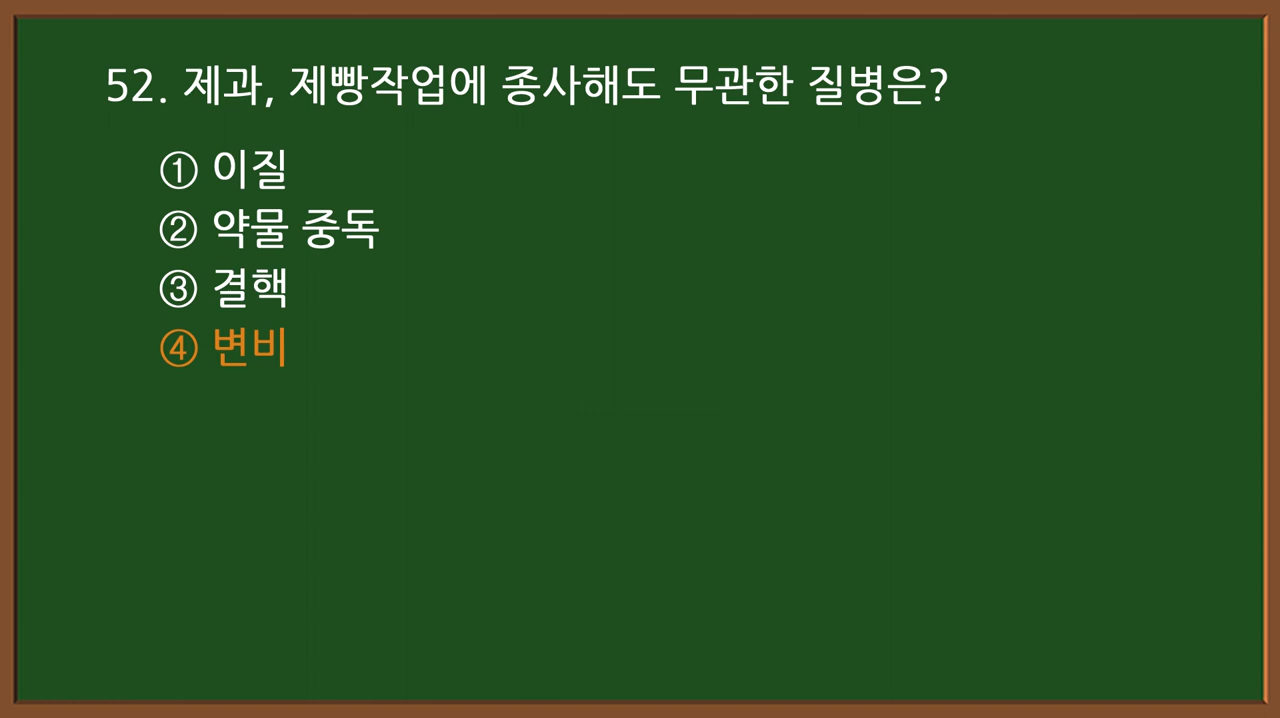 52. 제과, 제빵작업에 종사해도 무관한 질병은?
① 이질
② 약물 중독
③ 결핵
④ 변비